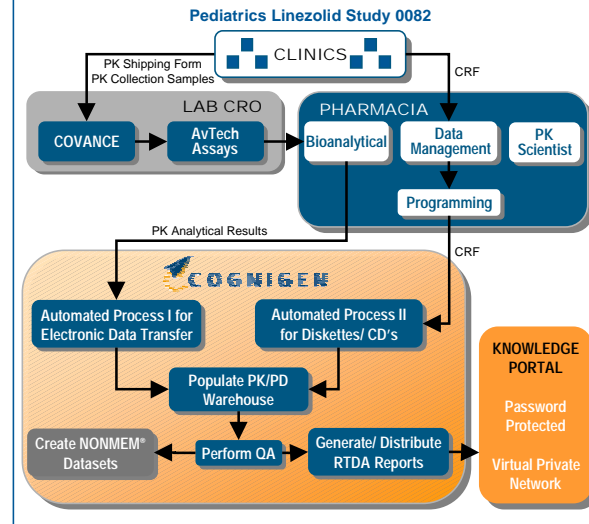 Pediatrics Linezolid Study 0082
CLINICS
PK Shipping Form
PK Collection Samples
CRF
LAB CRO
PHARMACIA
COVANCE
AvTech
Assays
Bioanalytical
Data
Management
PK
Scientist
Programming
PK Analytical Results
CRF
COGNIGEN
Automated Process I for
Electronic Data Transfer
Automated Process II
for Diskettes/ CD's
KNOWLEDGE
PORTAL
Password
Protected
Virtual Private
Network
Populate PK/PD
Warehouse
Create NONMEM®
Datasets
Perform QA
Generate/ Distribute
RTDA Reports